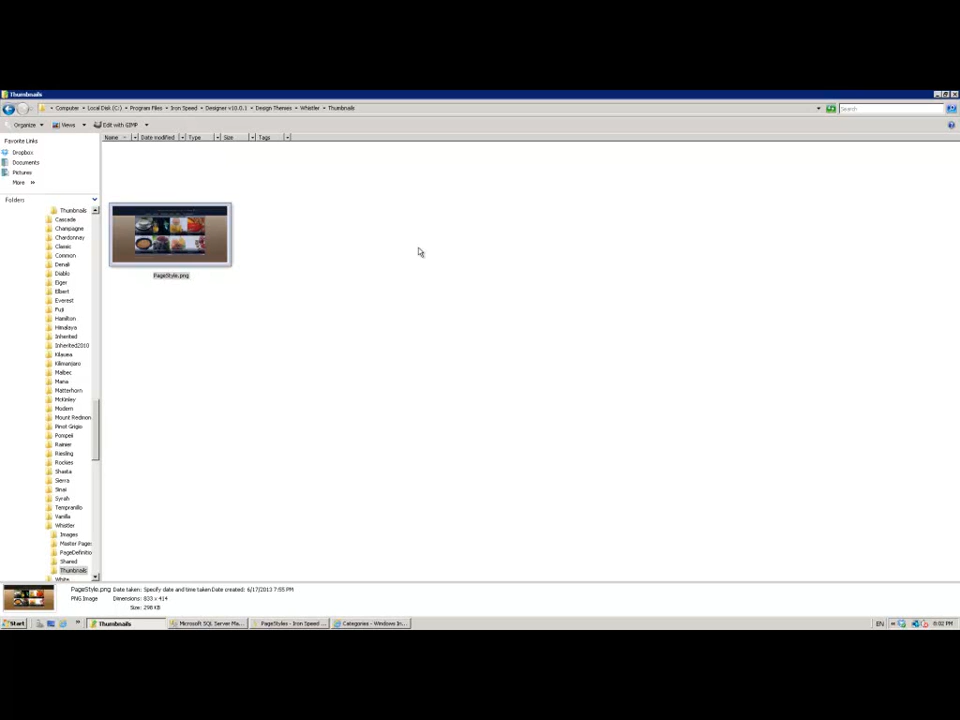 Thumbnails
Computer Local Disk (C:) Program Files Iron Speed Designer v10.0.1 Design Themes Whistler Thumbnails
Search
Organize Views Edit with GIMP
Name Date modified Type Size Tags
Favorite Links
Dropbox
Documents
Pictures
More »
Folders
Thumbnails
Cascade
Champagne
Chardonnay
Classic
Common
Denali
Diablo
Eiger
Elbert
Everest
Fuji
Hamilton
Himalaya
Inherited
Inherited2010
Kilauea
Kilimanjaro
Malbec
Mana
Matterhorn
McKinley
Modern
Mount Redmon
Pinot Grigio
Pompeii
Rainier
Riesling
Rockies
Shasta
Sierra
Sinai
Syrah
Tempranillo
Vanilla
Whistler
Images
Master Pages
PageDefinitio
Shared
Thumbnails
White
PageStyle.png
PageStyle.png Date taken: Specify date and time taken Date created: 6/17/2013 7:55 PM
PNG Image Dimensions: 833 x 414
Size: 298 KB
Start » Thumbnails Microsoft SQL Server Ma... PageStyles - Iron Speed ... Categories - Windows In... EN 8:02 PM